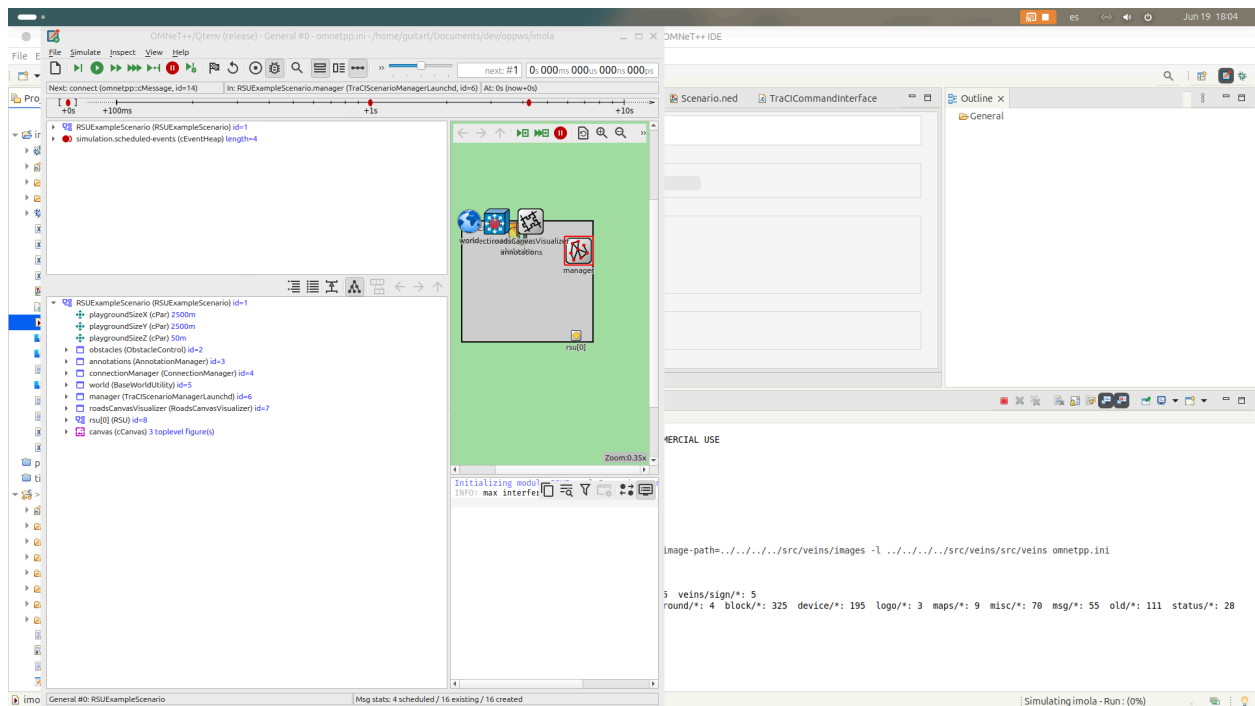 es
Jun 19 18:04
OMNeT++/Qtenv (release) - General #0 - omnetpp.ini - /home/guitart/Documents/dev/oppws/imola
OMNeT++ IDE
File E
File Simulate Inspect View Help
next: #1
0s 000ms 000us 000ns 000ps
Next: connect (omnetpp::cMessage, id=14)
In: RSUExampleScenario.manager (TraCIScenarioManagerLaunchd, id=6)
At: 0s (now+0s)
+0s
+100ms
+1s
+10s
Pro
Scenario.ned
TraCICommandInterface
Outline
General
RSUExampleScenario (RSUExampleScenario) id=1
simulation.scheduled-events (cEventHeap) length=4
world
roadsCanvasVisualizer
annotations
manager
rsu[0]
Zoom:0.35x
RSUExampleScenario (RSUExampleScenario) id=1
playgroundSizeX (cPar) 2500m
playgroundSizeY (cPar) 2500m
playgroundSizeZ (cPar) 50m
obstacles (ObstacleControl) id=2
annotations (AnnotationManager) id=3
connectionManager (ConnectionManager) id=4
world (BaseWorldUtility) id=5
manager (TraCIScenarioManagerLaunchd) id=6
roadsCanvasVisualizer (RoadsCanvasVisualizer) id=7
rsu[0] (RSU) id=8
canvas (cCanvas) 3 toplevel figure(s)
Initializing modu
INFO: max interfe
MERCIAL USE
image-path=../../../../src/veins/images -l ../../../../src/veins/src/veins omnetpp.ini
5 veins/sign/*: 5
round/*: 4 block/*: 325 device/*: 195 logo/*: 3 maps/*: 9 misc/*: 70 msg/*: 55 old/*: 111 status/*: 28
imo
General #0: RSUExampleScenario
Msg stats: 4 scheduled / 16 existing / 16 created
Simulating imola - Run : (0%)